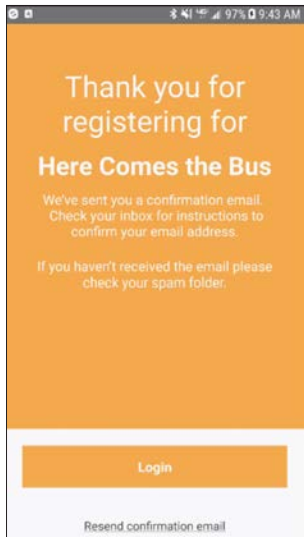 97% 9:43 AM
Thank you for
registering for
Here Comes the Bus
We've sent you a confirmation email.
Check your inbox for instructions to
confirm your email address.
If you haven't received the email please
check your spam folder.
Login
Resend confirmation email